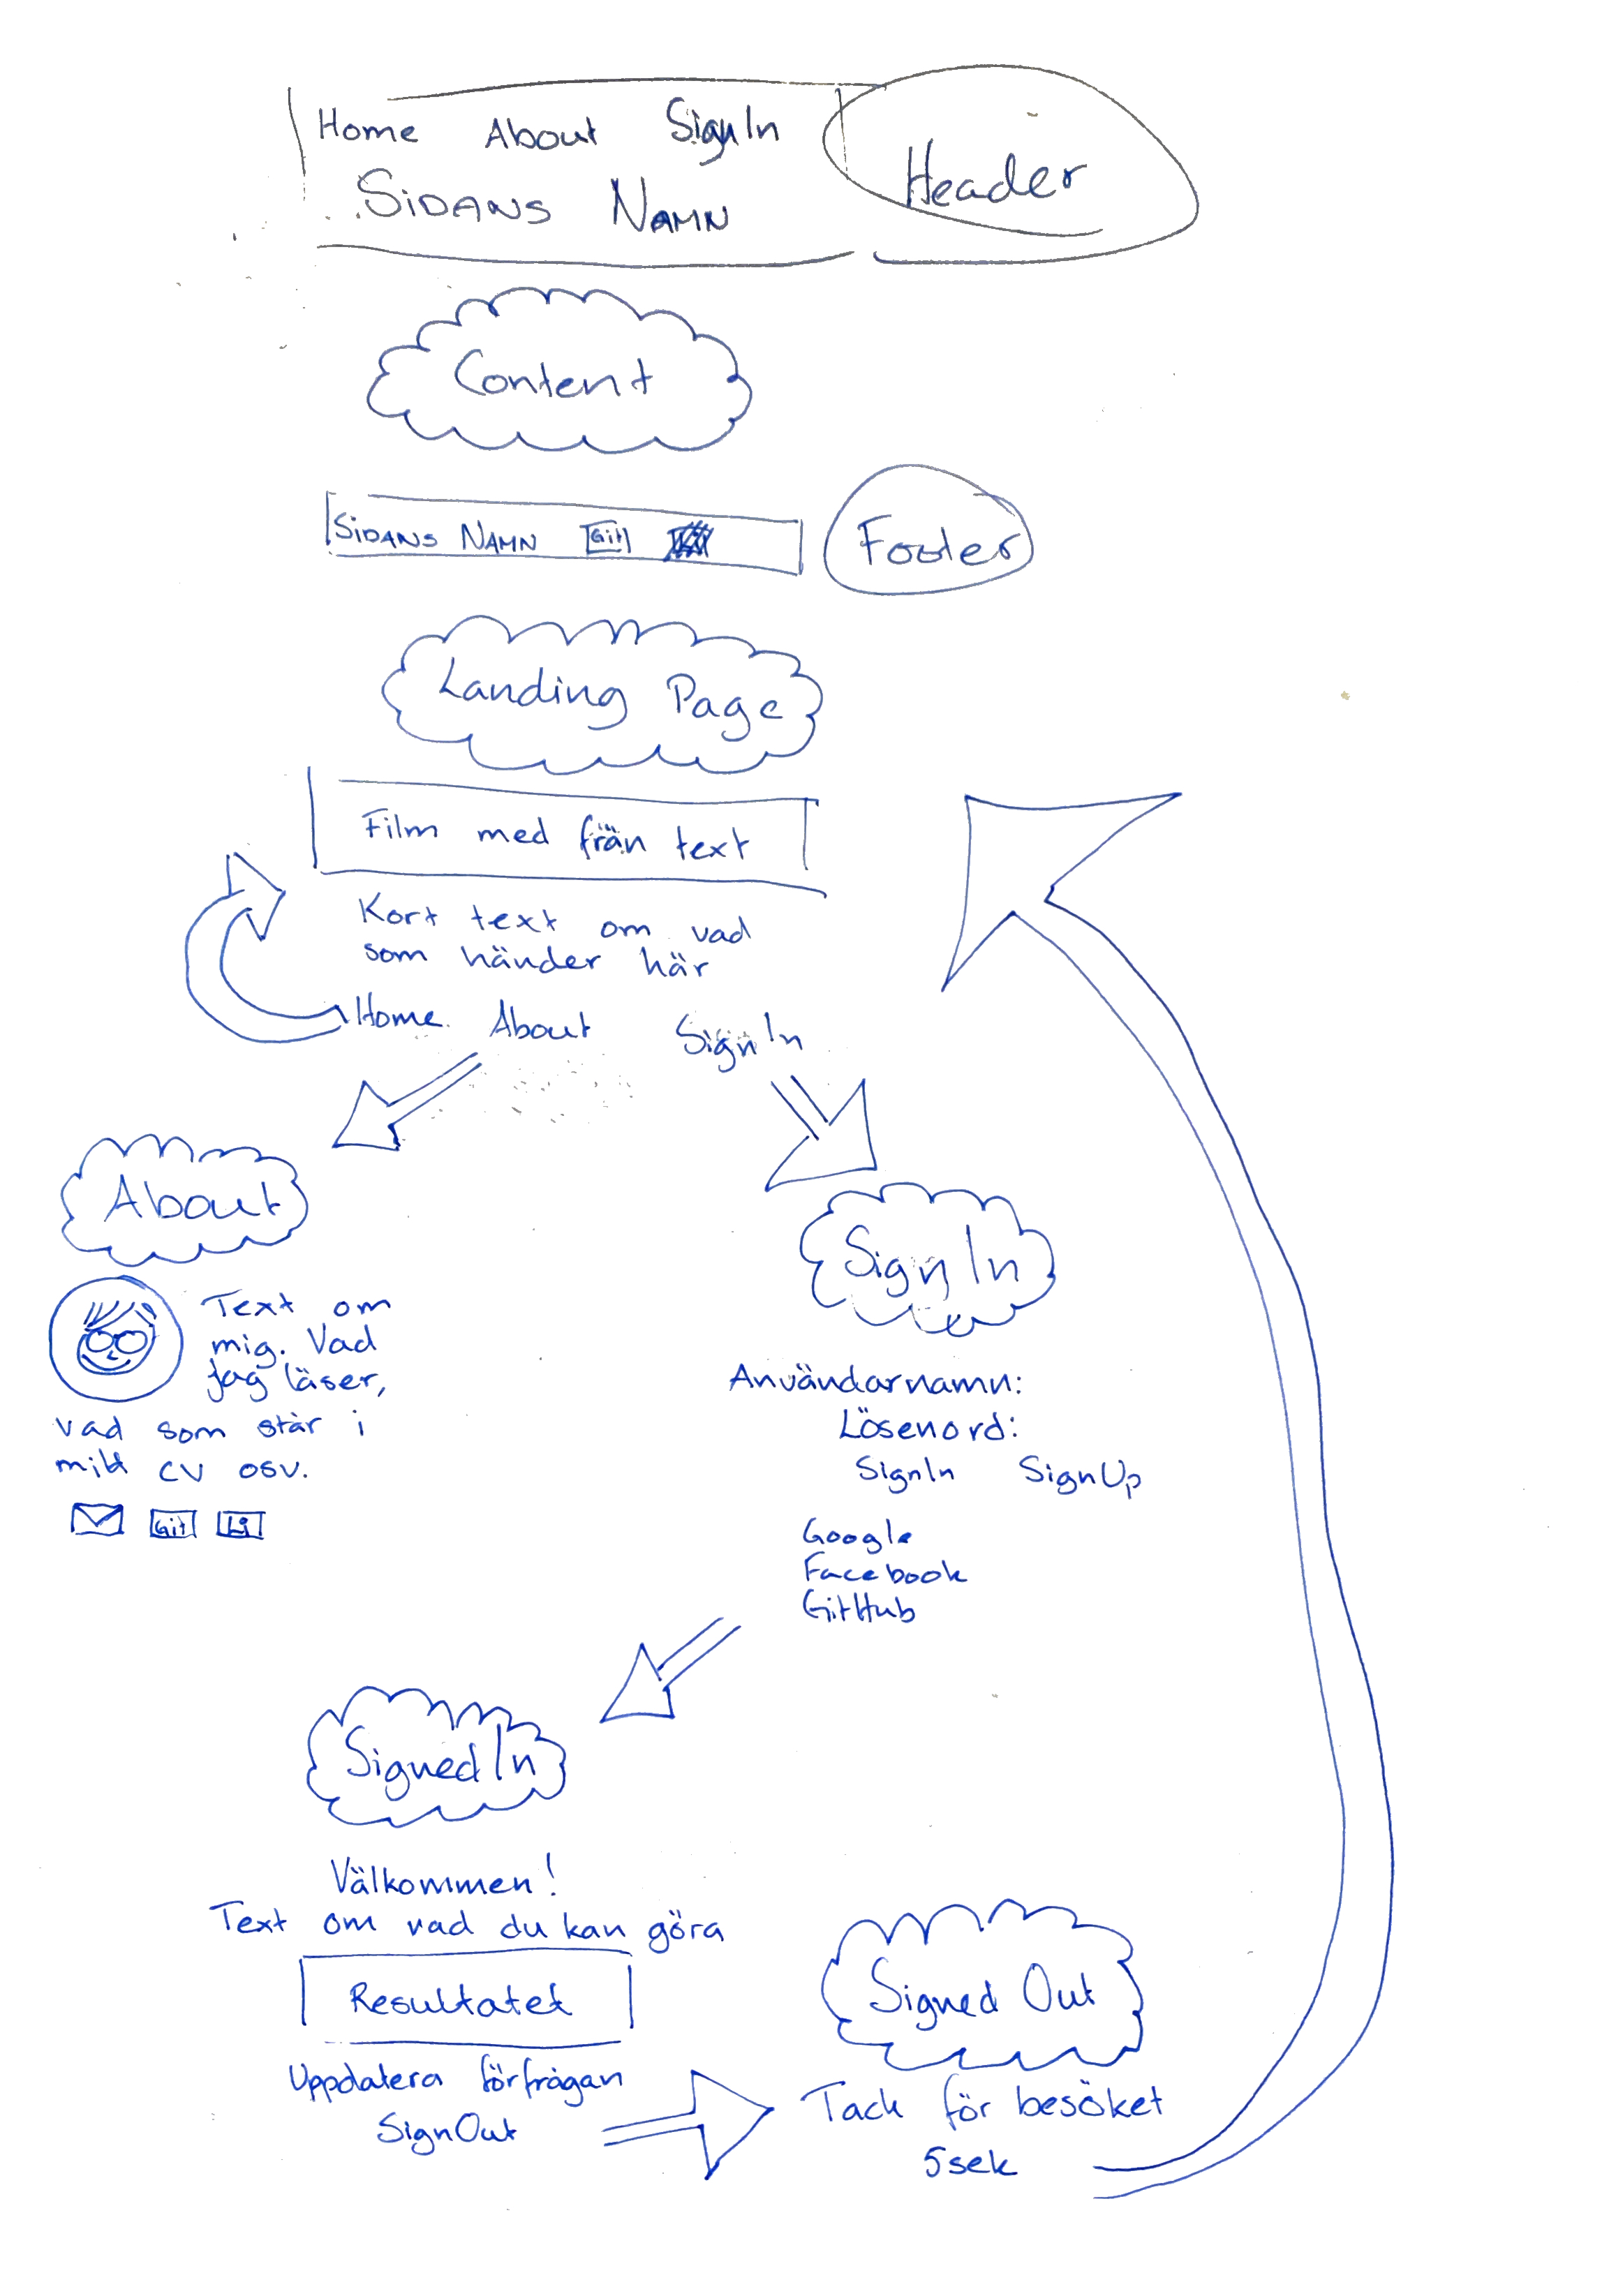 Home About SignIn
Header
SIDANS NAMN
Content
SIDANS NAMN Git
Footer
Landing Page
Film med från text
Kort text om vad
som händer här
Home About SignIn
About
SignIn
Text om
mig. Vad
jag läser,
vad som står i
mitt CV osv.
Git Li
Användarnamn:
Lösenord:
SignIn SignUp
Google
Facebook
GitHub
SignedIn
Välkommen!
Text om vad du kan göra
Resultatet
Uppdatera förfrågan
SignOut
Signed Out
Tack för besöket
5sek